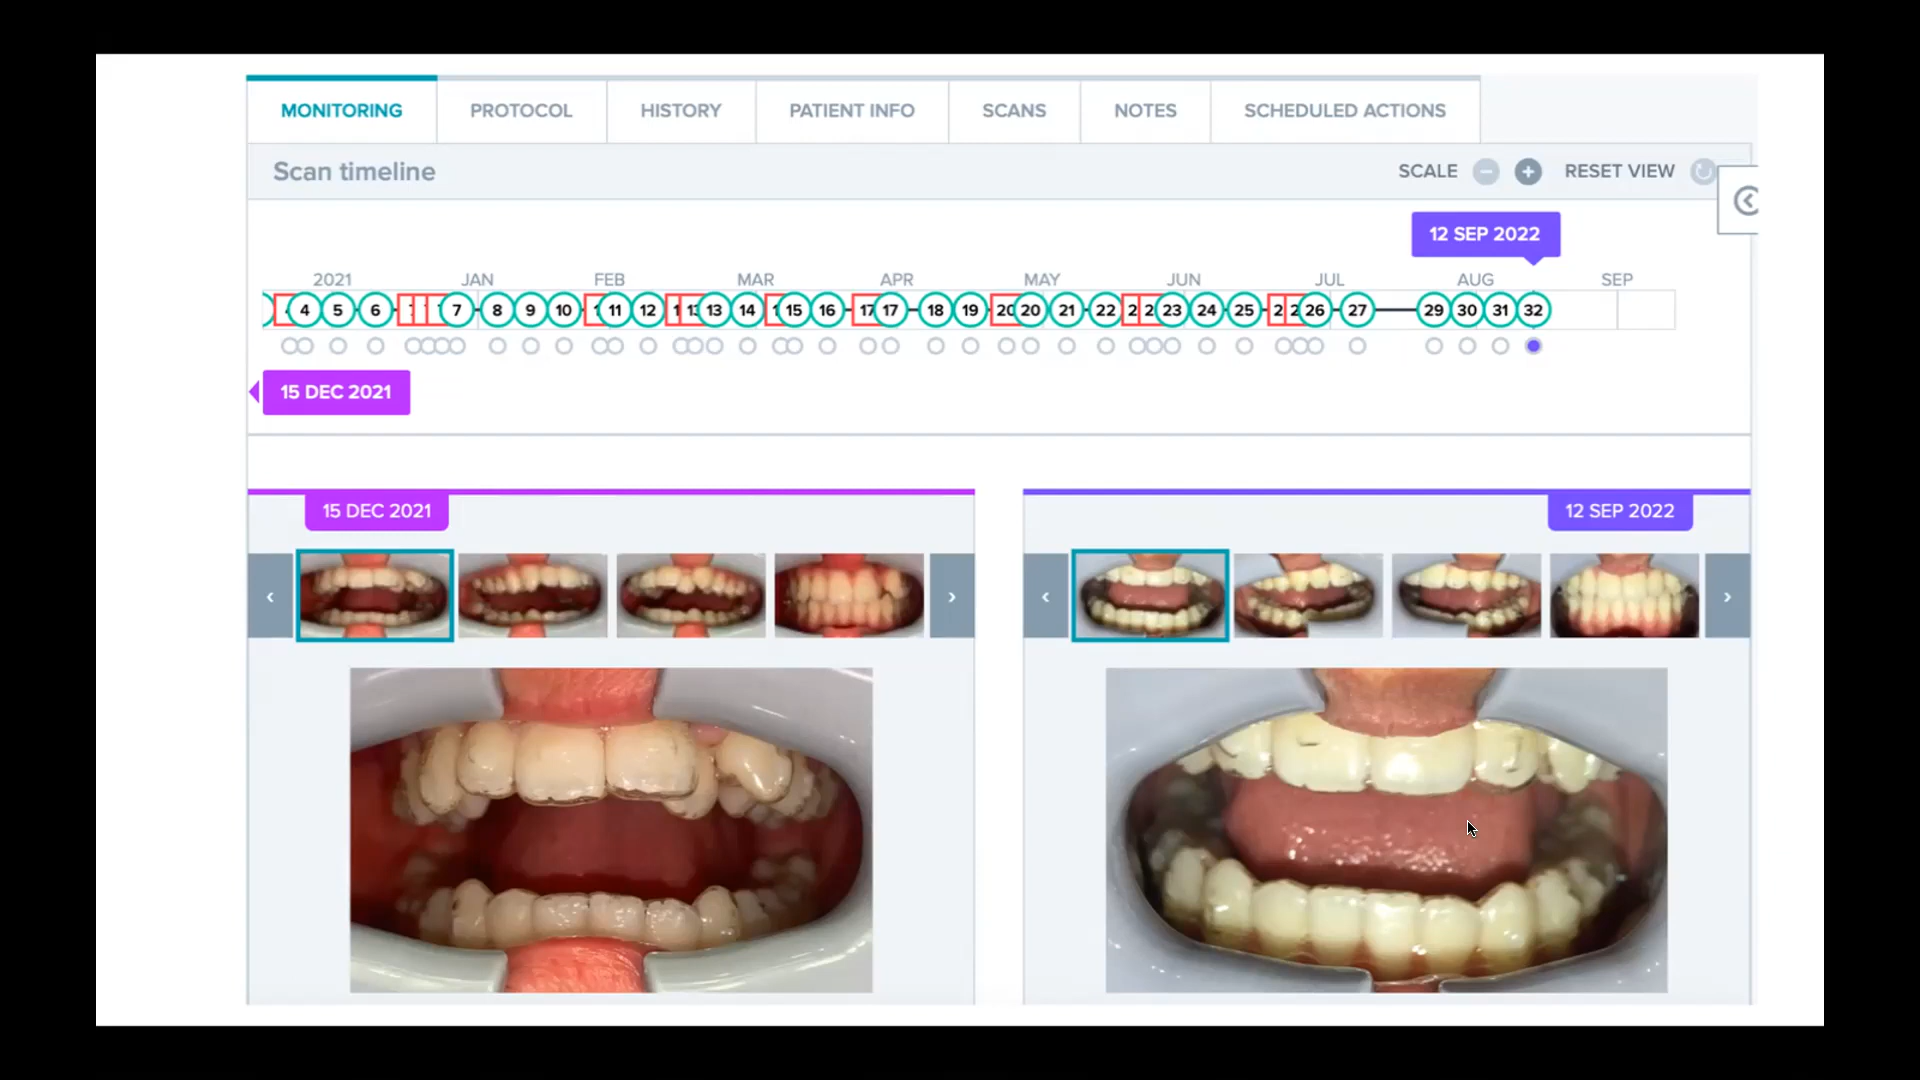 MONITORING PROTOCOL HISTORY PATIENT INFO SCANS NOTES SCHEDULED ACTIONS
Scan timeline SCALE RESET VIEW
12 SEP 2022
2021 JAN FEB MAR APR MAY JUN JUL AUG SEP
4 5 6 7 8 9 10 11 12 13 14 15 16 17 17 18 19 20 20 21 22 23 24 25 26 27 29 30 31 32
15 DEC 2021
15 DEC 2021 12 SEP 2022